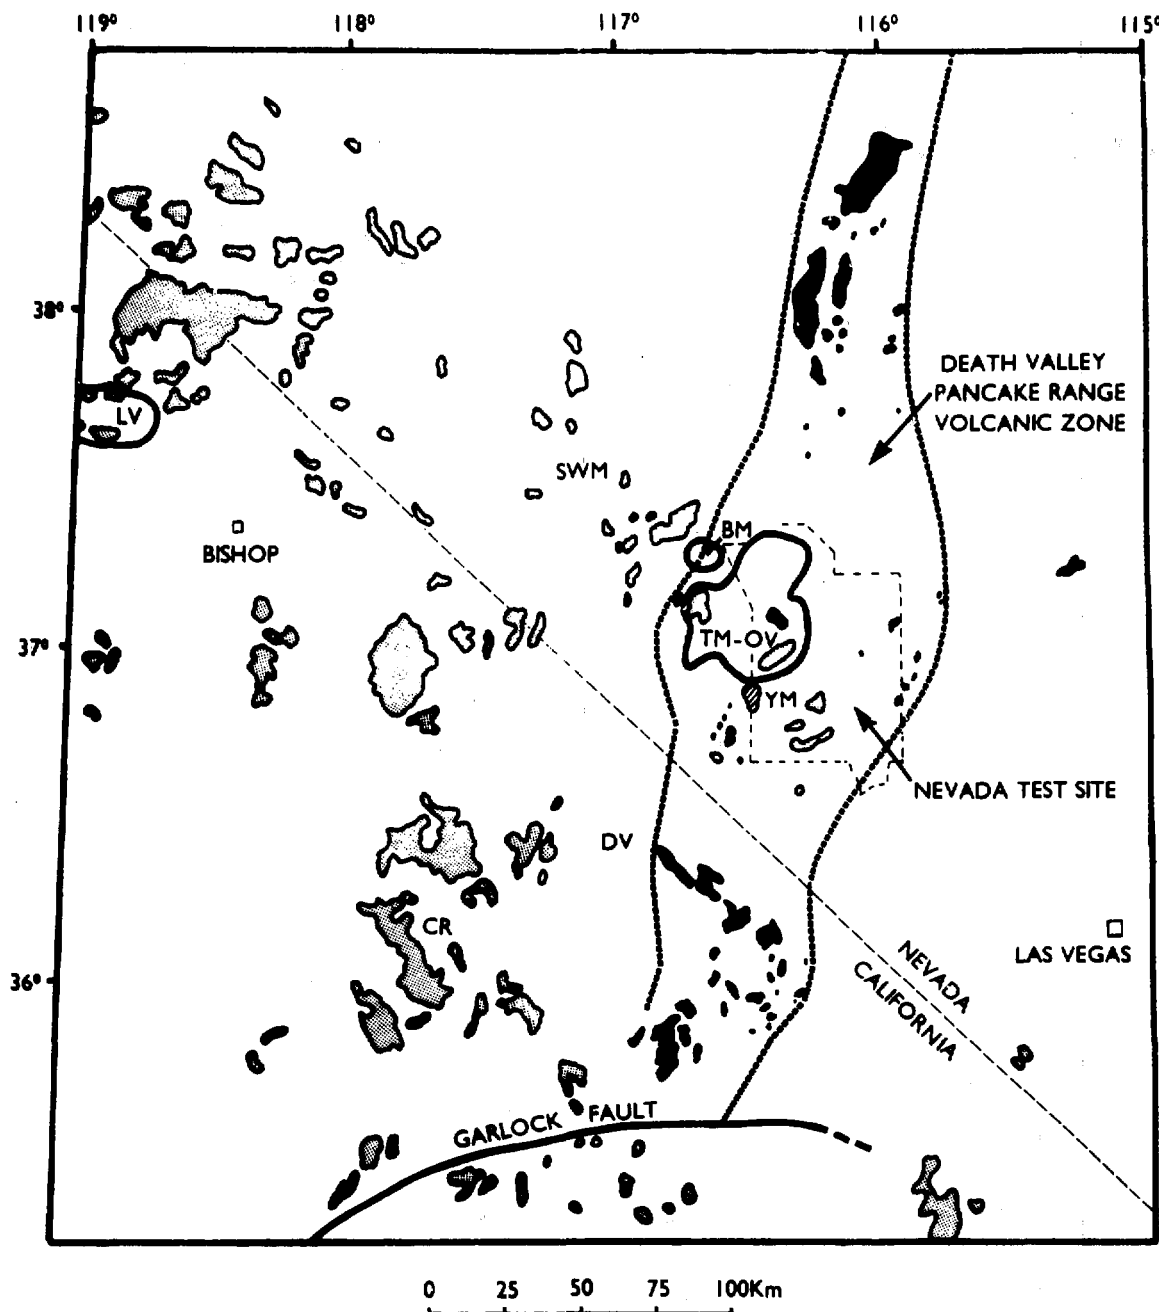 119° 118° 117° 116° 115°
38°
DEATH VALLEY
PANCAKE RANGE
VOLCANIC ZONE
LV
SWM
BISHOP
BM
37°
TM-OV
YM
NEVADA TEST SITE
DV
CR
NEVADA
CALIFORNIA
LAS VEGAS
36°
GARLOCK FAULT
0 25 50 75 100Km